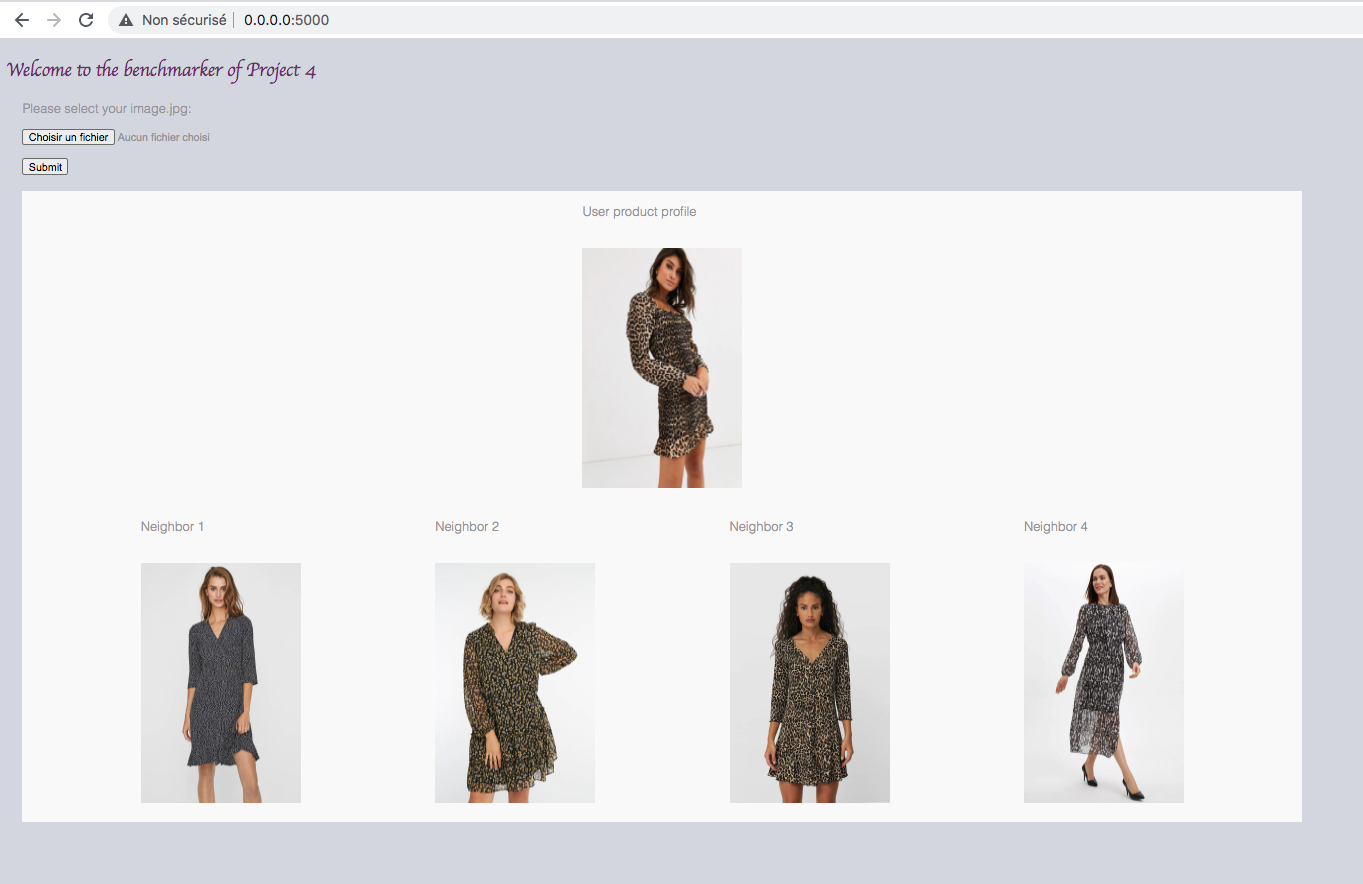 Non sécurisé | 0.0.0.0:5000
Welcome to the benchmarker of Project 4
Please select your image.jpg:
Choisir un fichier Aucun fichier choisi
Submit
User product profile
Neighbor 1 Neighbor 2 Neighbor 3 Neighbor 4